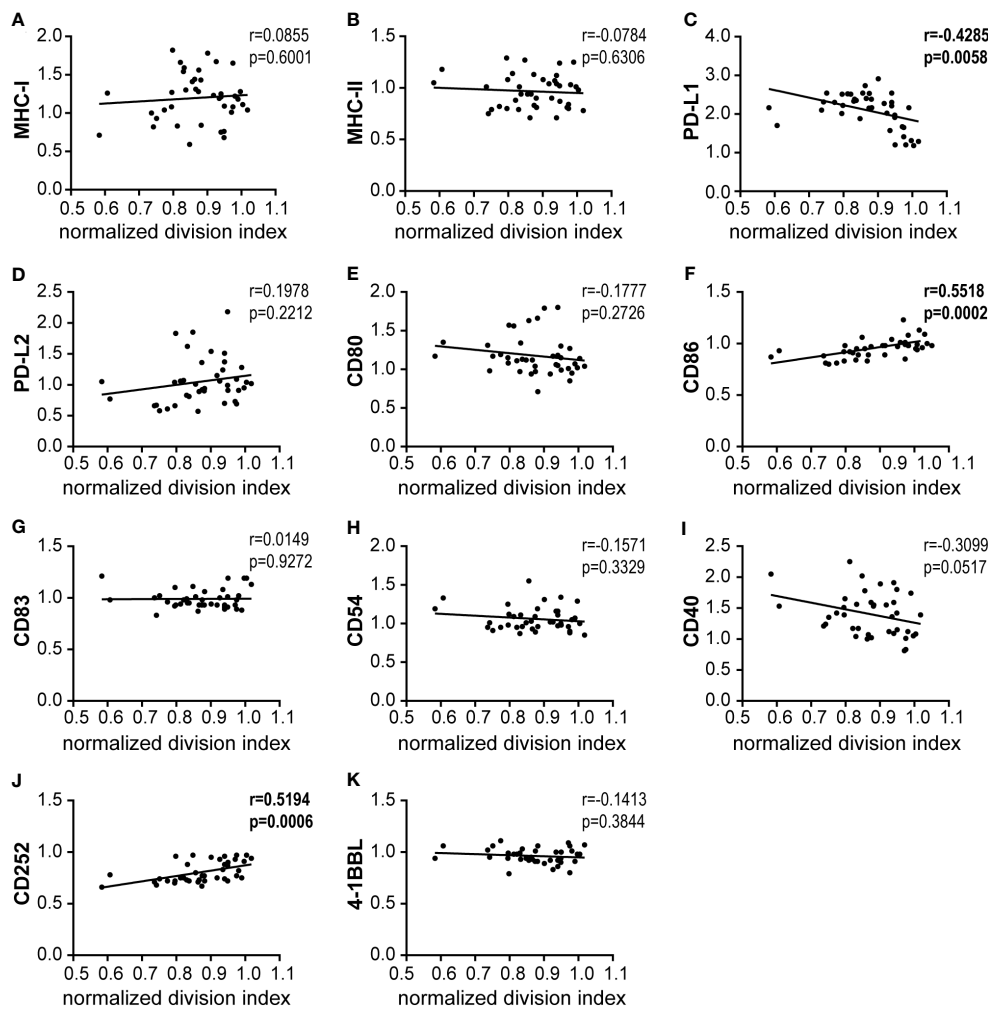 A
MHC-I
2.0
1.5
1.0
0.5
0.0
r=0.0855
p=0.6001
0.5 0.6 0.7 0.8 0.9 1.0 1.1
normalized division index
B
MHC-II
1.5
1.0
0.5
0.0
r=-0.0784
p=0.6306
0.5 0.6 0.7 0.8 0.9 1.0 1.1
normalized division index
C
PD-L1
4.0
3.0
2.0
1.0
0.0
r=-0.4285
p=0.0058
0.5 0.6 0.7 0.8 0.9 1.0 1.1
normalized division index
D
PD-L2
2.5
2.0
1.5
1.0
0.5
0.0
r=0.1978
p=0.2212
0.5 0.6 0.7 0.8 0.9 1.0 1.1
normalized division index
E
CD80
2.0
1.5
1.0
0.5
0.0
r=-0.1777
p=0.2726
0.5 0.6 0.7 0.8 0.9 1.0 1.1
normalized division index
F
CD86
1.5
1.0
0.5
0.0
r=0.5518
p=0.0002
0.5 0.6 0.7 0.8 0.9 1.0 1.1
normalized division index
G
CD83
1.5
1.0
0.5
0.0
r=0.0149
p=0.9272
0.5 0.6 0.7 0.8 0.9 1.0 1.1
normalized division index
H
CD54
2.0
1.5
1.0
0.5
0.0
r=-0.1571
p=0.3329
0.5 0.6 0.7 0.8 0.9 1.0 1.1
normalized division index
I
CD40
2.5
2.0
1.5
1.0
0.5
0.0
r=-0.3099
p=0.0517
0.5 0.6 0.7 0.8 0.9 1.0 1.1
normalized division index
J
CD252
1.5
1.0
0.5
0.0
r=0.5194
p=0.0006
0.5 0.6 0.7 0.8 0.9 1.0 1.1
normalized division index
K
4-1BBL
1.5
1.0
0.5
0.0
r=-0.1413
p=0.3844
0.5 0.6 0.7 0.8 0.9 1.0 1.1
normalized division index